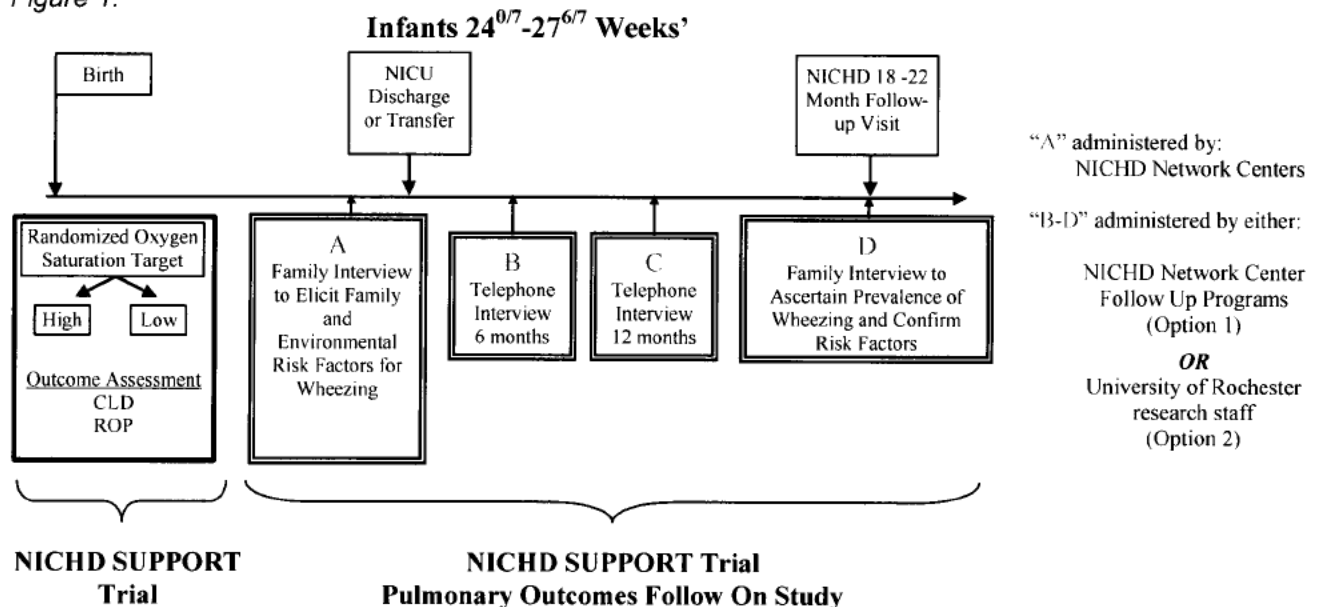 Figure 1.
Infants 24^0/7-27^6/7 Weeks'
Birth
NICU
Discharge
or Transfer
NICHD 18 -22
Month Follow-
up Visit
Randomized Oxygen
Saturation Target
High
Low
Outcome Assessment
CLD
ROP
A
Family Interview
to Elicit Family
and
Environmental
Risk Factors for
Wheezing
B
Telephone
Interview
6 months
C
Telephone
Interview
12 months
D
Family Interview to
Ascertain Prevalence of
Wheezing and Confirm
Risk Factors
"A" administered by:
NICHD Network Centers
"B-D" administered by either:
NICHD Network Center
Follow Up Programs
(Option 1)
OR
University of Rochester
research staff
(Option 2)
NICHD SUPPORT
Trial
NICHD SUPPORT Trial
Pulmonary Outcomes Follow On Study